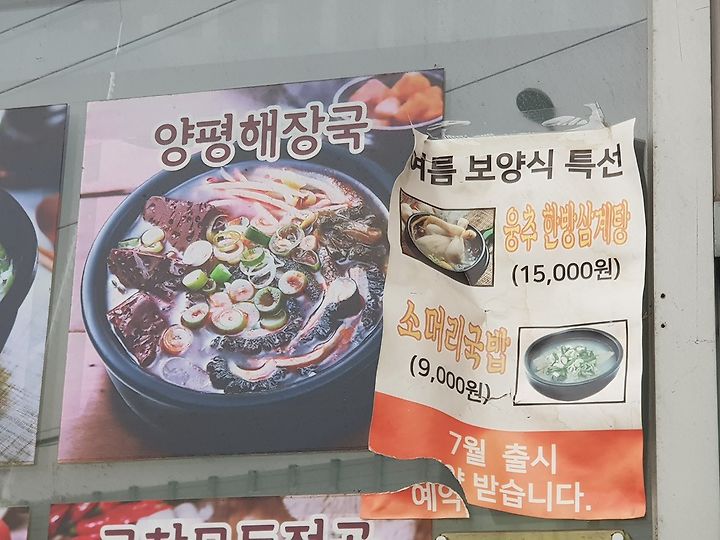 양평해장국
여름 보양식 특선
웅추 한방삼계탕
(15,000원)
소머리국밥
(9,000원)
7월 출시
예약 받습니다.